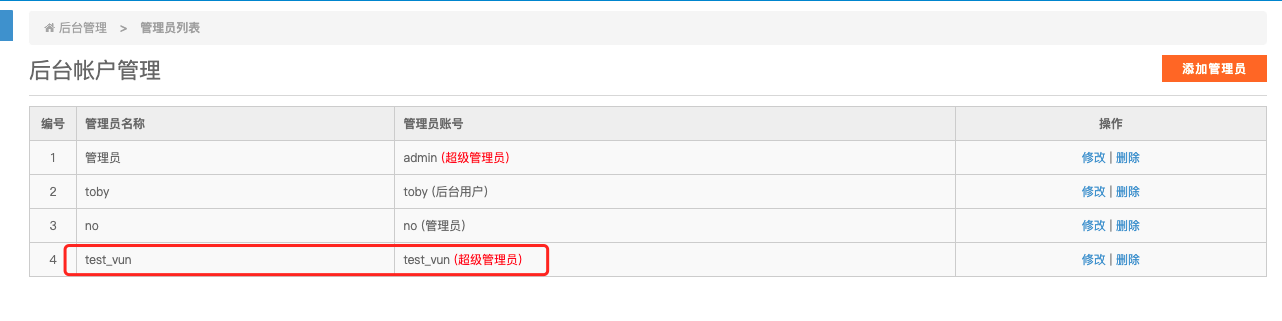 后台管理 > 管理员列表
后台帐户管理
添加管理员
编号 管理员名称 管理员账号 操作
1 管理员 admin (超级管理员) 修改 | 删除
2 toby toby (后台用户) 修改 | 删除
3 no no (管理员) 修改 | 删除
4 test_vun test_vun (超级管理员) 修改 | 删除